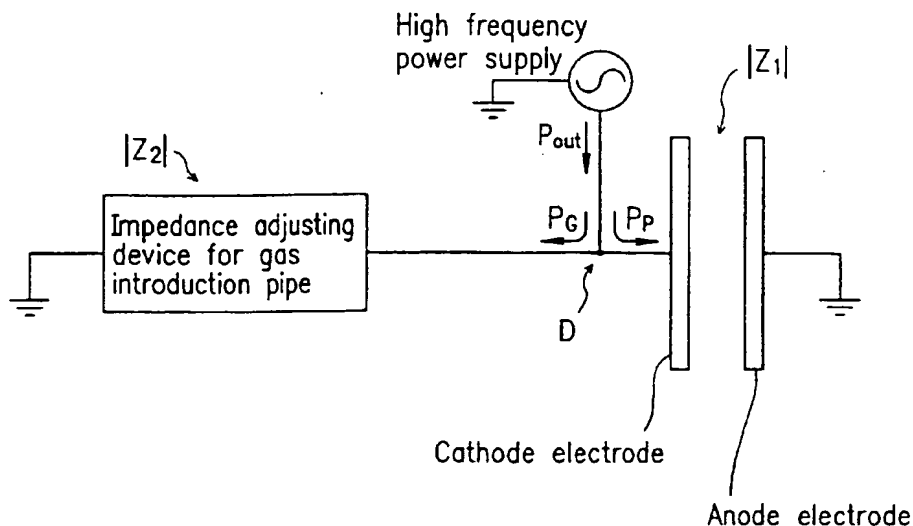 High frequency
power supply
|Z₁|
Pout
|Z₂|
PG
PP
Impedance adjusting
device for gas
introduction pipe
D
Cathode electrode
Anode electrode